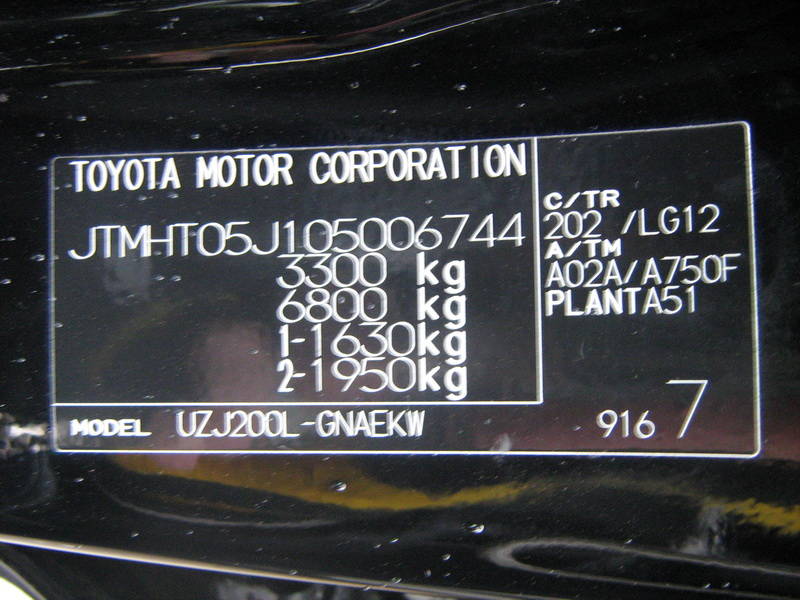 TOYOTA MOTOR CORPORATION
JTMHT05J105006744
3300 kg
6800 kg
1-1630kg
2-1950kg
C/TR
202 /LG12
A/TM
A02A/A750F
PLANTA51
MODEL UZJ200L-GNAEKW
916 7